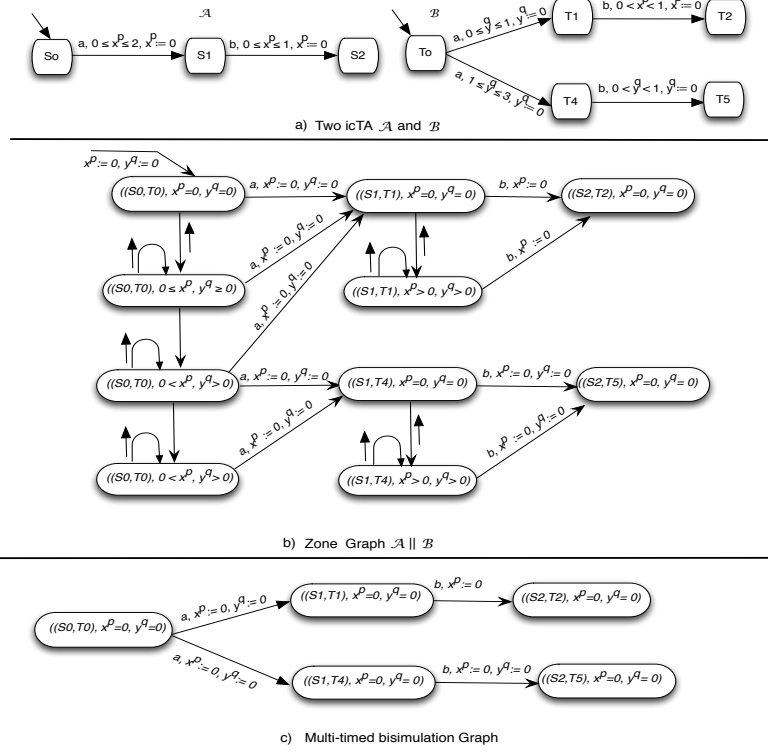 𝒜
ℬ
So
a, 0 ≤ x^p ≤ 2, x^p := 0
S1
b, 0 ≤ x^p ≤ 1, x^p := 0
S2
To
a, 0 ≤ y^q ≤ 1, y^q := 0
T1
b, 0 < x^p < 1, x^p := 0
T2
a, 1 ≤ y^q ≤ 3, y^q := 0
T4
b, 0 < y^q < 1, y^q := 0
T5
a) Two icTA 𝒜 and ℬ
x^p := 0, y^q := 0
((S0,T0), x^p=0, y^q=0)
a, x^p := 0, y^q := 0
((S1,T1), x^p=0, y^q= 0)
b, x^p := 0
((S2,T2), x^p=0, y^q= 0)
a, x^p := 0, y^q := 0
((S0,T0), 0 ≤ x^p, y^q ≥ 0)
a, x^p := 0, y^q := 0
((S1,T1), x^p > 0, y^q > 0)
b, x^p := 0
((S0,T0), 0 < x^p, y^q > 0)
a, x^p := 0, y^q := 0
((S1,T4), x^p=0, y^q= 0)
b, x^p := 0, y^q := 0
((S2,T5), x^p=0, y^q= 0)
a, x^p := 0, y^q := 0
((S0,T0), 0 < x^p, y^q > 0)
((S1,T4), x^p > 0, y^q > 0)
b, x^p := 0, y^q := 0
b) Zone Graph 𝒜 || ℬ
((S0,T0), x^p=0, y^q=0)
a, x^p := 0, y^q := 0
((S1,T1), x^p=0, y^q= 0)
b, x^p := 0
((S2,T2), x^p=0, y^q= 0)
a, x^p := 0, y^q := 0
((S1,T4), x^p=0, y^q= 0)
b, x^p := 0, y^q := 0
((S2,T5), x^p=0, y^q= 0)
c) Multi-timed bisimulation Graph